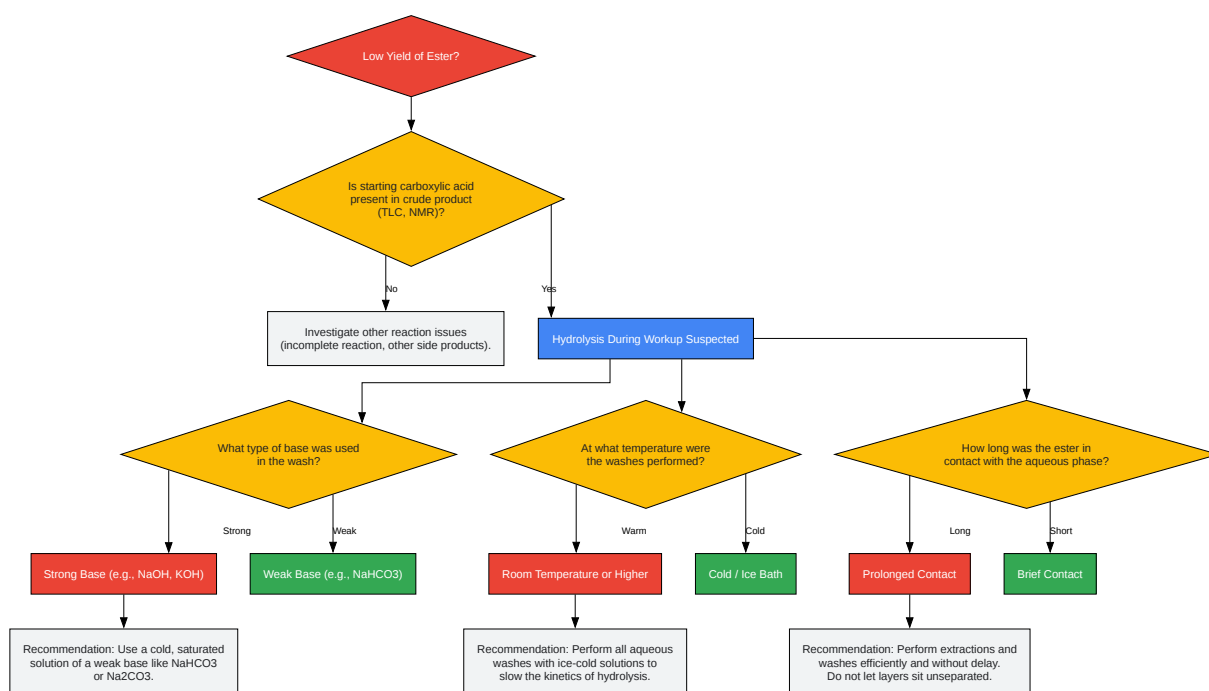 Low Yield of Ester?
Is starting carboxylic acid
present in crude product
(TLC, NMR)?
No
Yes
Investigate other reaction issues
(incomplete reaction, other side products).
Hydrolysis During Workup Suspected
What type of base was used
in the wash?
At what temperature were
the washes performed?
How long was the ester in
contact with the aqueous phase?
Strong
Weak
Warm
Cold
Long
Short
Strong Base (e.g., NaOH, KOH)
Weak Base (e.g., NaHCO3)
Room Temperature or Higher
Cold / Ice Bath
Prolonged Contact
Brief Contact
Recommendation: Use a cold, saturated
solution of a weak base like NaHCO3
or Na2CO3.
Recommendation: Perform all aqueous
washes with ice-cold solutions to
slow the kinetics of hydrolysis.
Recommendation: Perform extractions and
washes efficiently and without delay.
Do not let layers sit unseparated.